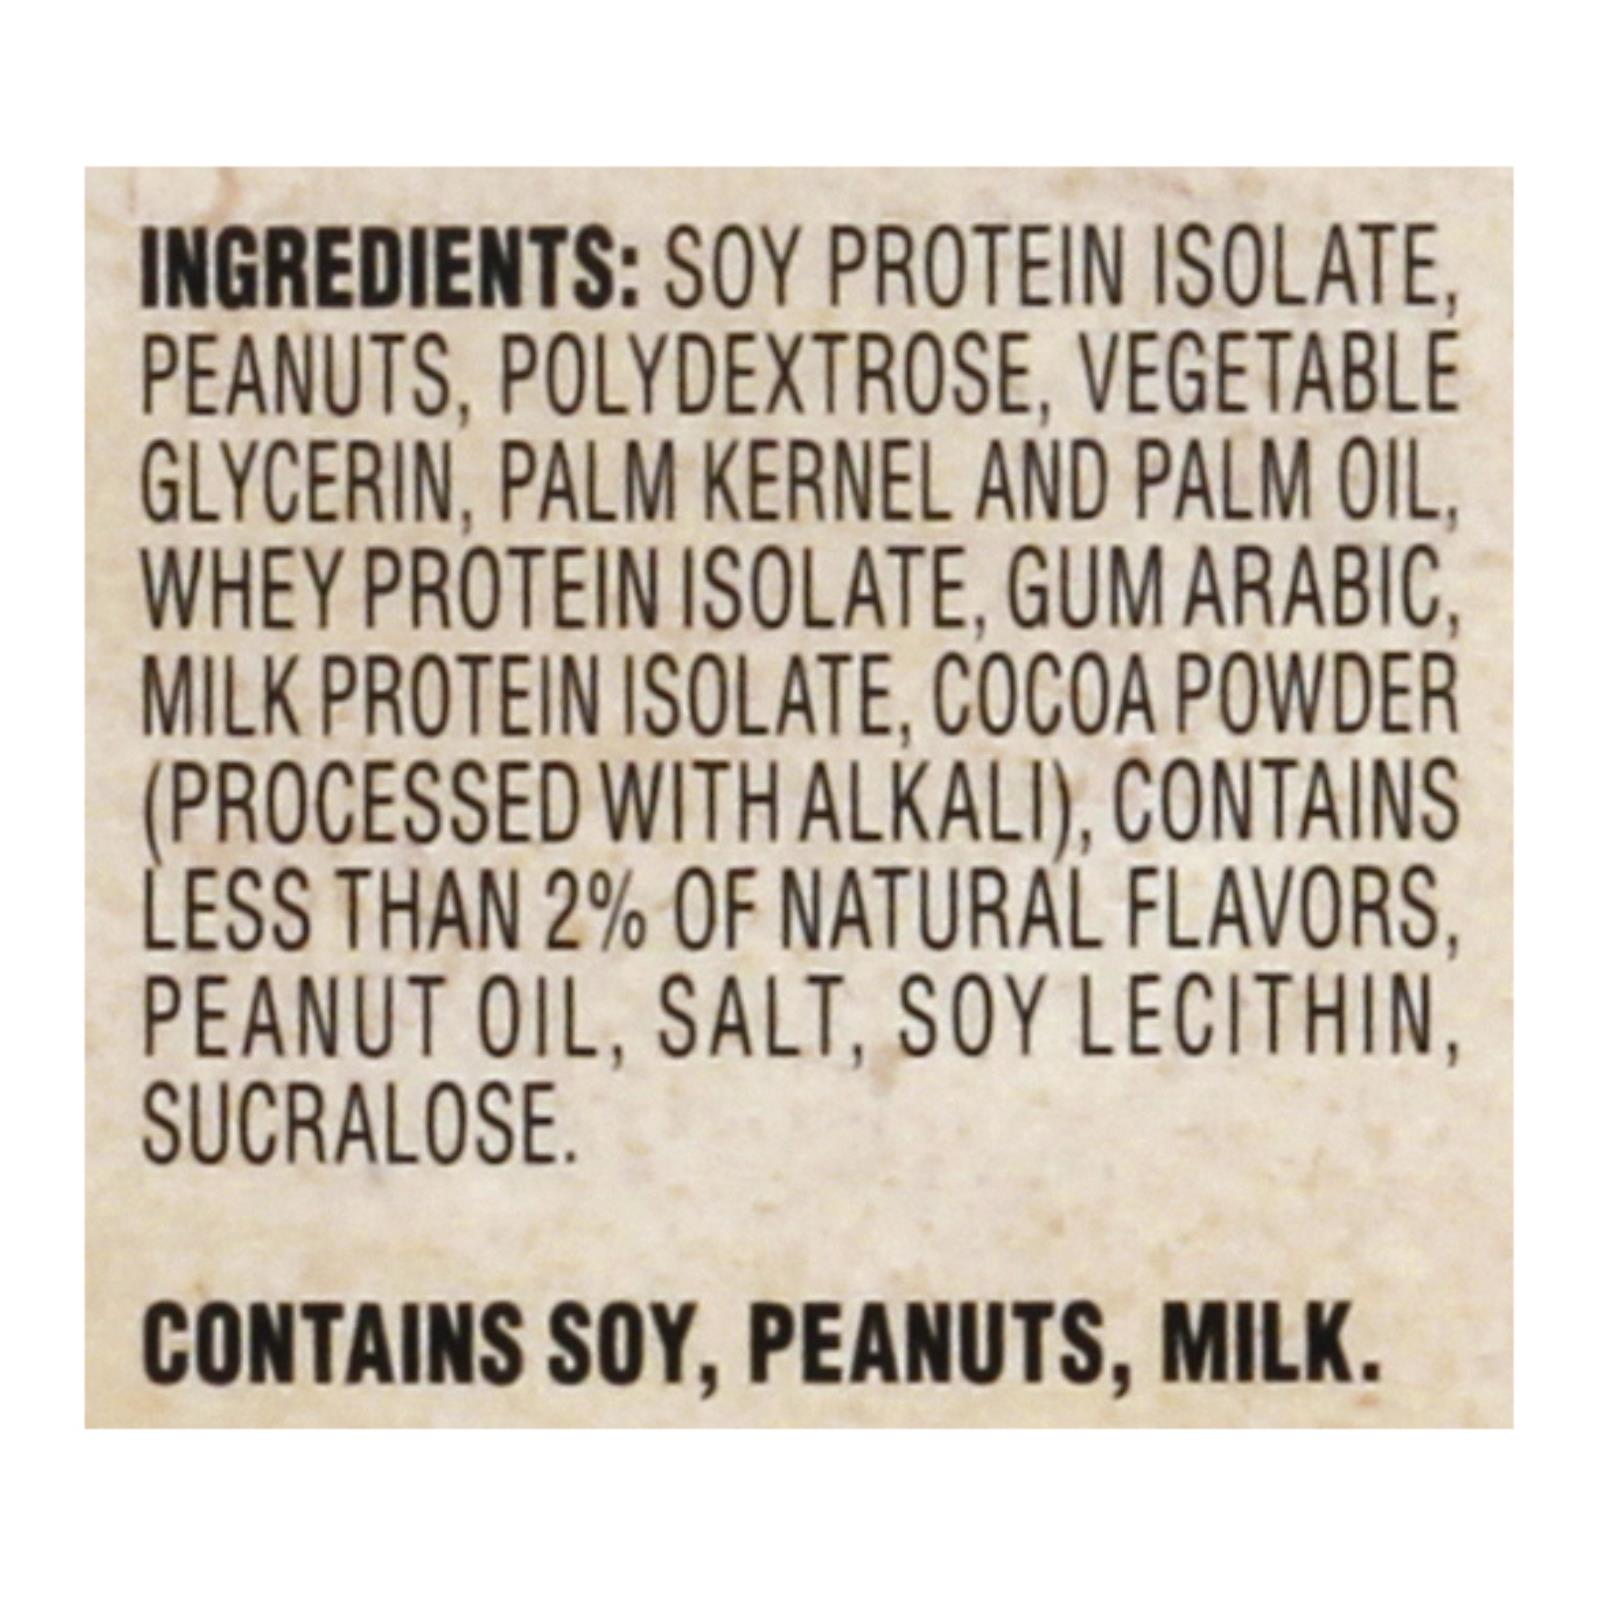 INGREDIENTS: SOY PROTEIN ISOLATE,
PEANUTS, POLYDEXTROSE, VEGETABLE
GLYCERIN, PALM KERNEL AND PALM OIL,
WHEY PROTEIN ISOLATE, GUM ARABIC,
MILK PROTEIN ISOLATE, COCOA POWDER
(PROCESSED WITH ALKALI), CONTAINS
LESS THAN 2% OF NATURAL FLAVORS,
PEANUT OIL, SALT, SOY LECITHIN,
SUCRALOSE.
CONTAINS SOY, PEANUTS, MILK.